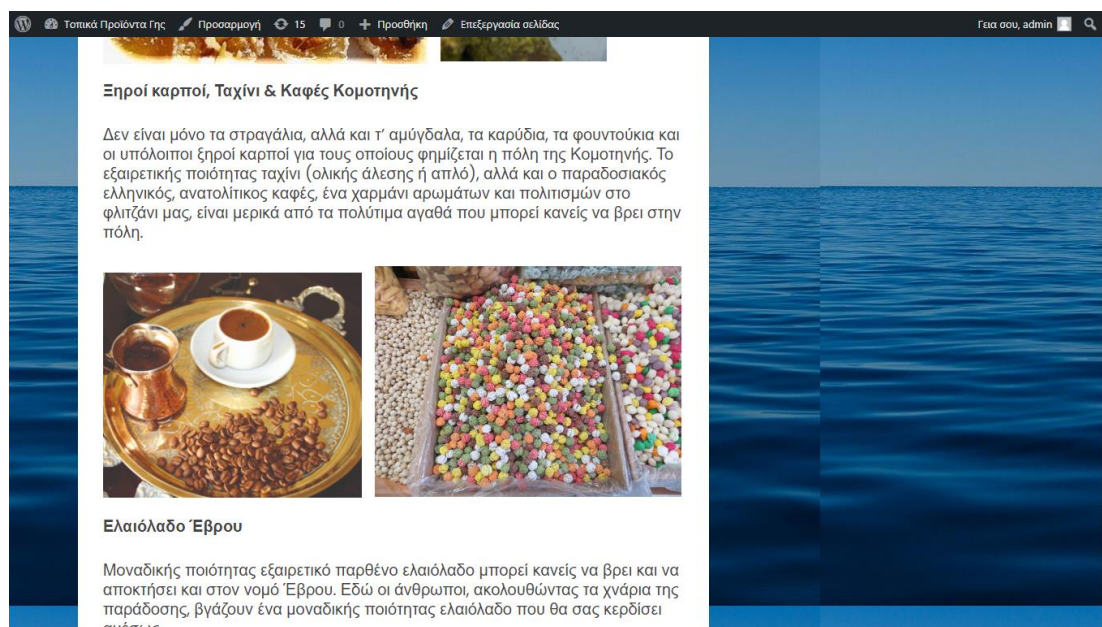 Τοπικά Προϊόντα Γης Προσαρμογή 15 0 Προσθήκη Επεξεργασία σελίδας Γεια σου, admin
Ξηροί καρποί, Ταχίνι & Καφές Κομοτηνής
Δεν είναι μόνο τα στραγάλια, αλλά και τ’ αμύγδαλα, τα καρύδια, τα φουντούκια και
οι υπόλοιποι ξηροί καρποί για τους οποίους φημίζεται η πόλη της Κομοτηνής. Το
εξαιρετικής ποιότητας ταχίνι (ολικής άλεσης ή απλό), αλλά και ο παραδοσιακός
ελληνικός, ανατολίτικος καφές, ένα χαρμάνι αρωμάτων και πολιτισμών στο
φλιτζάνι μας, είναι μερικά από τα πολύτιμα αγαθά που μπορεί κανείς να βρει στην
πόλη.
Ελαιόλαδο Έβρου
Μοναδικής ποιότητας εξαιρετικό παρθένο ελαιόλαδο μπορεί κανείς να βρει και να
αποκτήσει και στον νομό Έβρου. Εδώ οι άνθρωποι, ακολουθώντας τα χνάρια της
παράδοσης, βγάζουν ένα μοναδικής ποιότητας ελαιόλαδο που θα σας κερδίσει